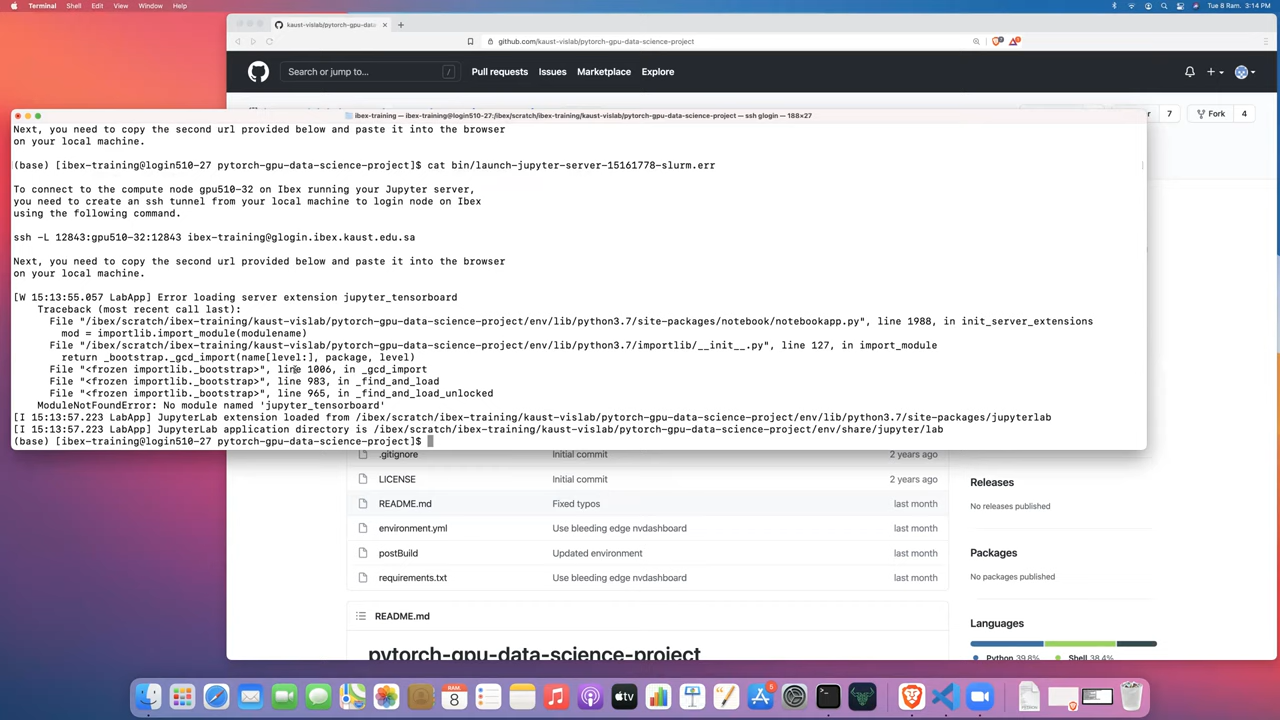 Terminal Shell Edit View Window Help
Tue 8 Ram. 3:14 PM
kaust-vislab/pytorch-gpu-data-
github.com/kaust-vislab/pytorch-gpu-data-science-project
Search or jump to... /
Pull requests Issues Marketplace Explore
7 Fork 4
ibex-training — ibex-training@login510-27:/ibex/scratch/ibex-training/kaust-vislab/pytorch-gpu-data-science-project — ssh glogin — 188×27
Next, you need to copy the second url provided below and paste it into the browser
on your local machine.
(base) [ibex-training@login510-27 pytorch-gpu-data-science-project]$ cat bin/launch-jupyter-server-15161778-slurm.err
To connect to the compute node gpu510-32 on Ibex running your Jupyter server,
you need to create an ssh tunnel from your local machine to login node on Ibex
using the following command.
ssh -L 12843:gpu510-32:12843 ibex-training@glogin.ibex.kaust.edu.sa
Next, you need to copy the second url provided below and paste it into the browser
on your local machine.
[W 15:13:55.057 LabApp] Error loading server extension jupyter_tensorboard
Traceback (most recent call last):
File "/ibex/scratch/ibex-training/kaust-vislab/pytorch-gpu-data-science-project/env/lib/python3.7/site-packages/notebook/notebookapp.py", line 1988, in init_server_extensions
mod = importlib.import_module(modulename)
File "/ibex/scratch/ibex-training/kaust-vislab/pytorch-gpu-data-science-project/env/lib/python3.7/importlib/__init__.py", line 127, in import_module
return _bootstrap._gcd_import(name[level:], package, level)
File "<frozen importlib._bootstrap>", line 1006, in _gcd_import
File "<frozen importlib._bootstrap>", line 983, in _find_and_load
File "<frozen importlib._bootstrap>", line 965, in _find_and_load_unlocked
ModuleNotFoundError: No module named 'jupyter_tensorboard'
[I 15:13:57.223 LabApp] JupyterLab extension loaded from /ibex/scratch/ibex-training/kaust-vislab/pytorch-gpu-data-science-project/env/lib/python3.7/site-packages/jupyterlab
[I 15:13:57.223 LabApp] JupyterLab application directory is /ibex/scratch/ibex-training/kaust-vislab/pytorch-gpu-data-science-project/env/share/jupyter/lab
(base) [ibex-training@login510-27 pytorch-gpu-data-science-project]$
.gitignore Initial commit 2 years ago
LICENSE Initial commit 2 years ago
README.md Fixed typos last month
environment.yml Use bleeding edge nvdashboard last month
postBuild Updated environment last month
requirements.txt Use bleeding edge nvdashboard last month
README.md
pytorch-gpu-data-science-project
Releases
No releases published
Packages
No packages published
Languages
Python 39.8% Shell 38.4%
RAM.
8
tv
5